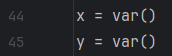 44 x = var()
45 y = var()